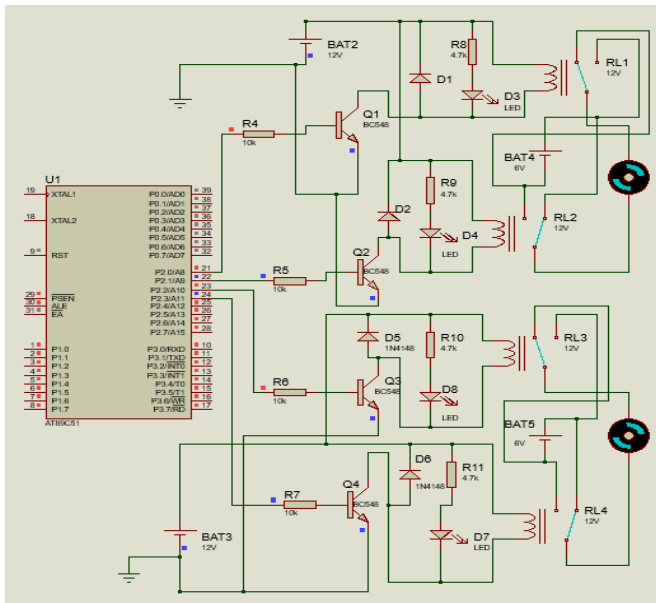 BAT2
12V
R8
4.7k
D1
D3
LED
RL1
12V
R4
10k
Q1
BC548
BAT4
6V
U1
19 XTAL1
18 XTAL2
9 RST
29 PSEN
30 ALE
31 EA
1 P1.0
2 P1.1
3 P1.2
4 P1.3
5 P1.4
6 P1.5
7 P1.6
8 P1.7
P0.0/AD0 39
P0.1/AD1 38
P0.2/AD2 37
P0.3/AD3 36
P0.4/AD4 35
P0.5/AD5 34
P0.6/AD6 33
P0.7/AD7 32
P2.0/A8 21
P2.1/A9 22
P2.2/A10 23
P2.3/A11 24
P2.4/A12 25
P2.5/A13 26
P2.6/A14 27
P2.7/A15 28
P3.0/RXD 10
P3.1/TXD 11
P3.2/INT0 12
P3.3/INT1 13
P3.4/T0 14
P3.5/T1 15
P3.6/WR 16
P3.7/RD 17
AT89C51
R9
4.7k
D2
D4
LED
RL2
12V
Q2
BC548
R5
10k
D5
1N4148
R10
4.7k
RL3
12V
R6
10k
Q3
BC548
D8
LED
BAT5
6V
D6
1N4148
R11
4.7k
Q4
BC548
R7
10k
D7
LED
RL4
12V
BAT3
12V